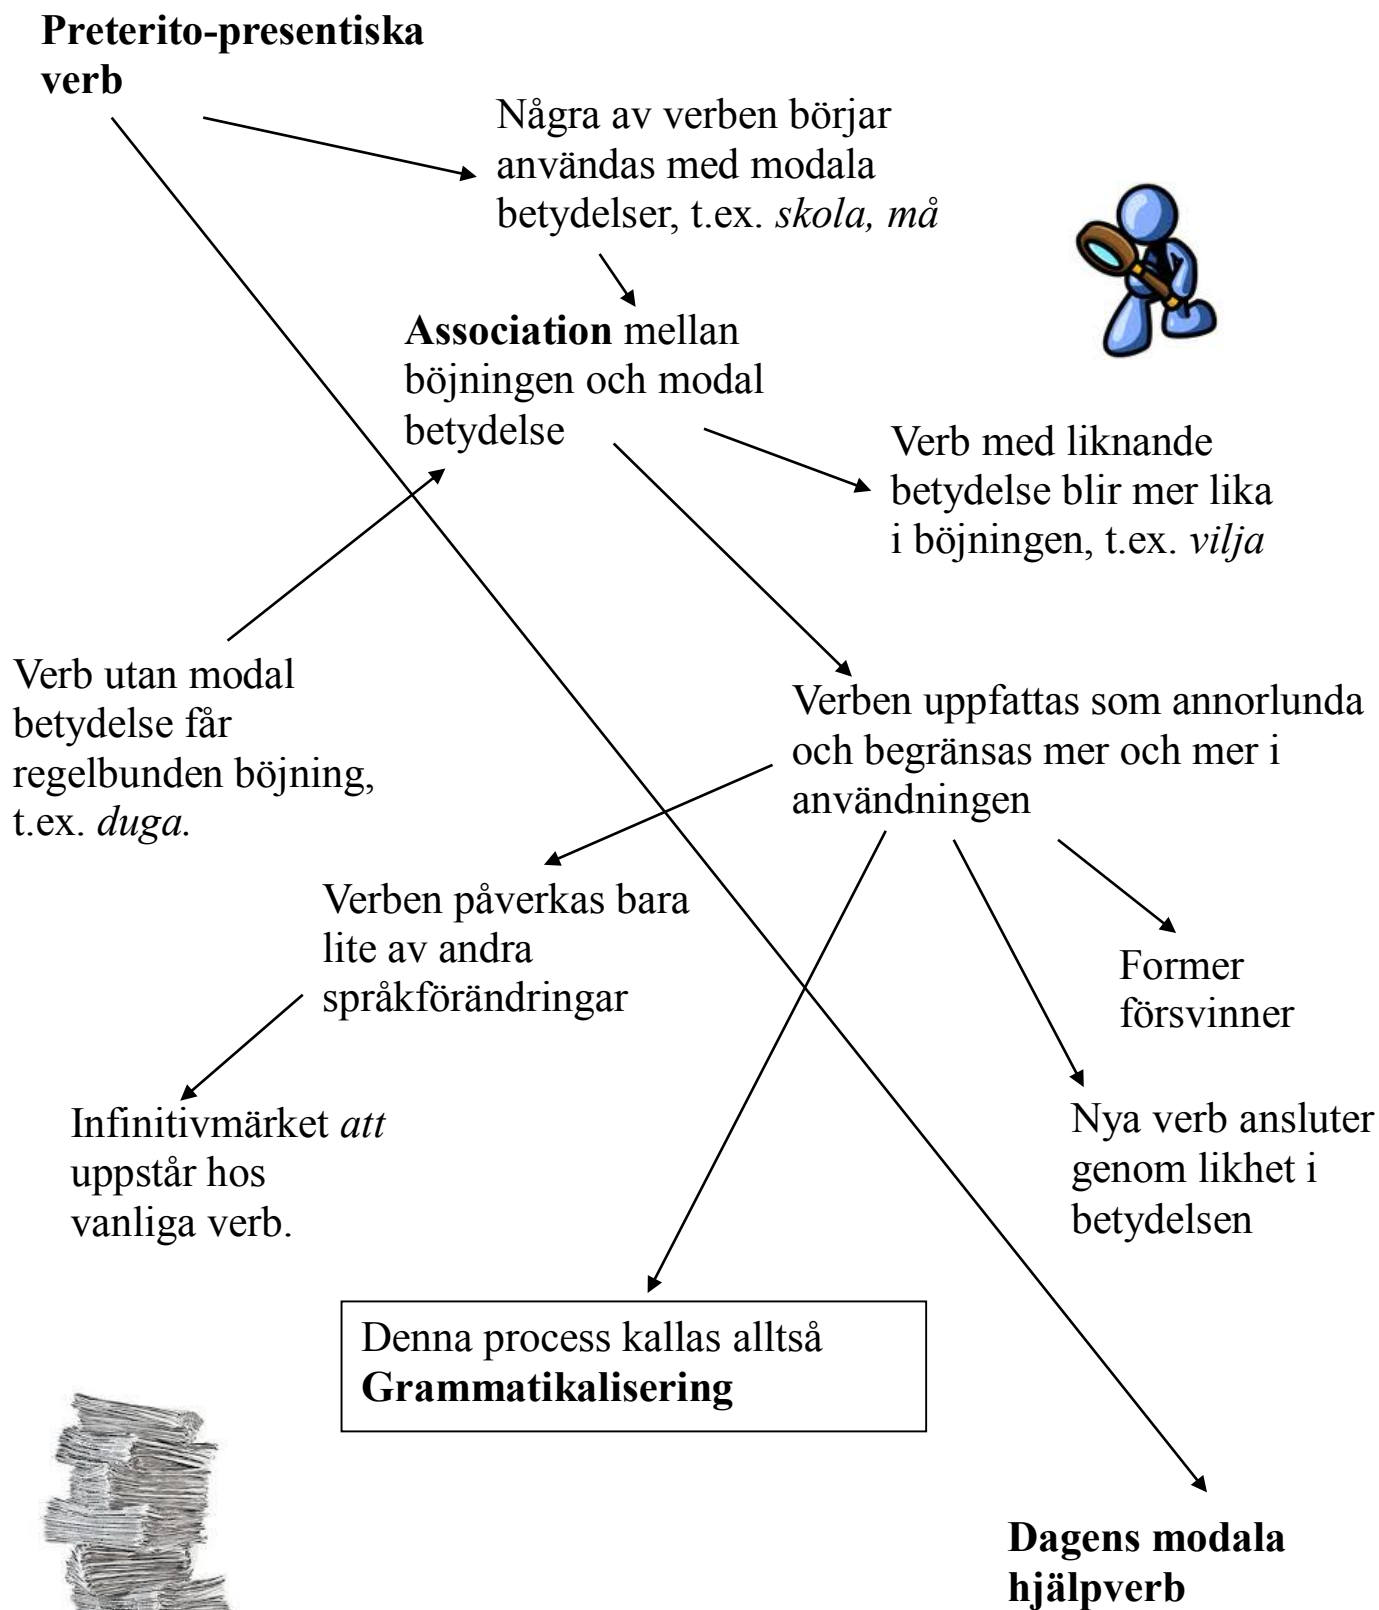 Preterito-presentiska
verb
Några av verben börjar
användas med modala
betydelser, t.ex. skola, må
Association mellan
böjningen och modal
betydelse
Verb med liknande
betydelse blir mer lika
i böjningen, t.ex. vilja
Verb utan modal
betydelse får
regelbunden böjning,
t.ex. duga.
Verben uppfattas som annorlunda
och begränsas mer och mer i
användningen
Verben påverkas bara
lite av andra
språkförändringar
Former
försvinner
Infinitivmärket att
uppstår hos
vanliga verb.
Nya verb ansluter
genom likhet i
betydelsen
Denna process kallas alltså
Grammatikalisering
Dagens modala
hjälpverb